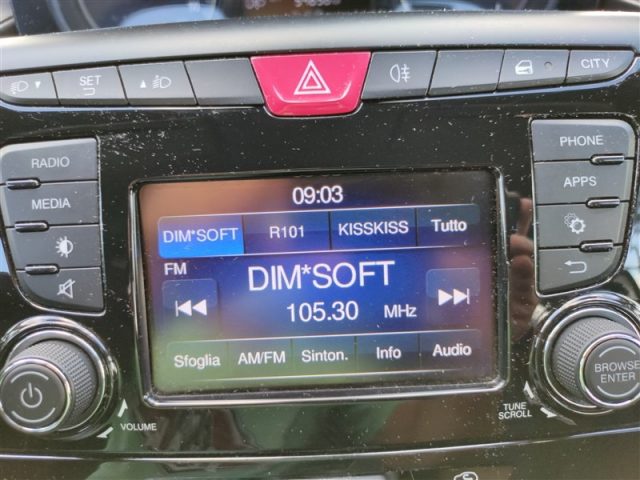 SET
CITY
RADIO
MEDIA
PHONE
APPS
09:03
DIM*SOFT R101 KISSKISS Tutto
FM
DIM*SOFT
105.30 MHz
Sfoglia AM/FM Sinton. Info Audio
VOLUME
TUNE
SCROLL
BROWSE
ENTER